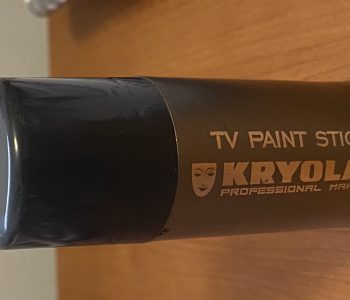 TV PAINT STIC
KRYOLA
PROFESSIONAL MAK